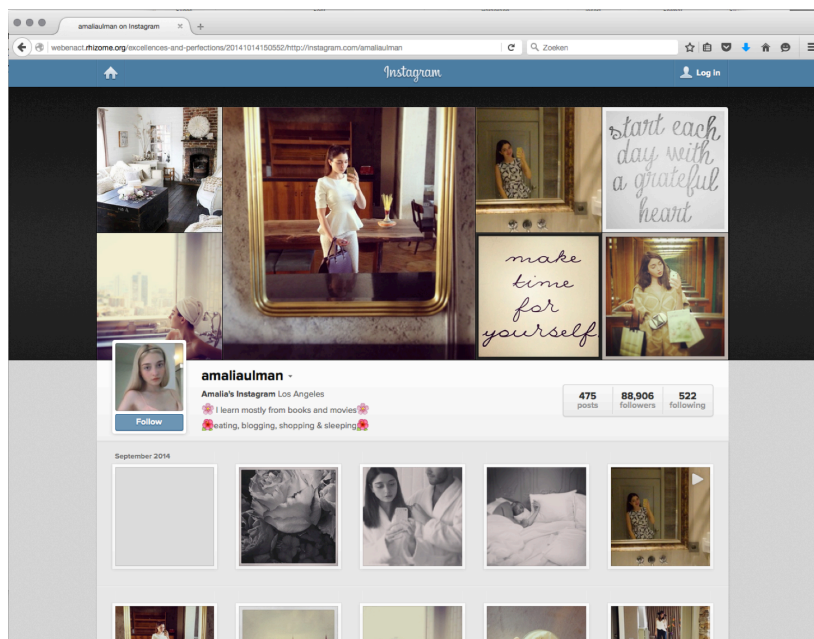 amaliaulman on Instagram
webenact.rhizome.org/excellences-and-perfections/20141014150552/http://instagram.com/amaliaulman
Zoeken
Instagram
Log in
start each
day with
a grateful
heart
make
time
for
yourself.
amaliaulman
Amalia's Instagram Los Angeles
🌸 I learn mostly from books and movies🌸
🌺eating, blogging, shopping & sleeping🌺
Follow
475 posts
88,906 followers
522 following
September 2014